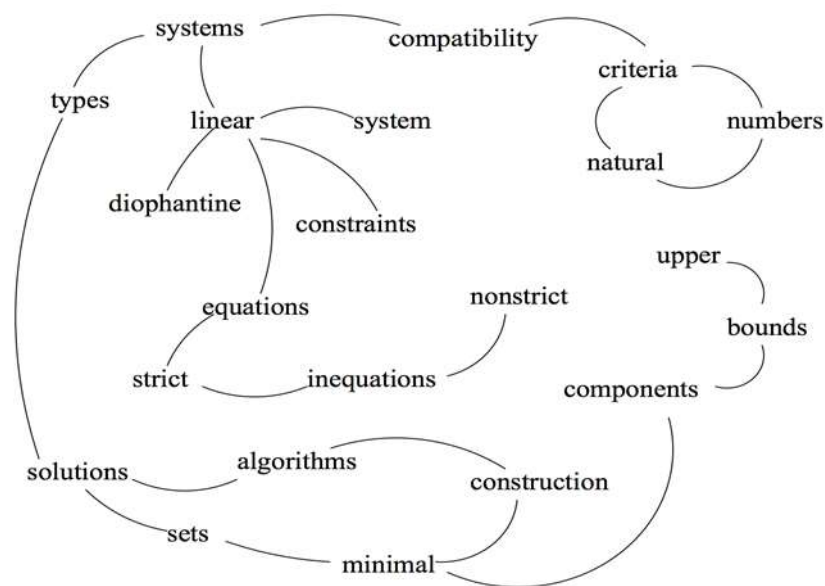 systems
compatibility
criteria
types
linear
system
numbers
natural
diophantine
constraints
upper
equations
nonstrict
bounds
strict
inequations
components
solutions
algorithms
construction
sets
minimal